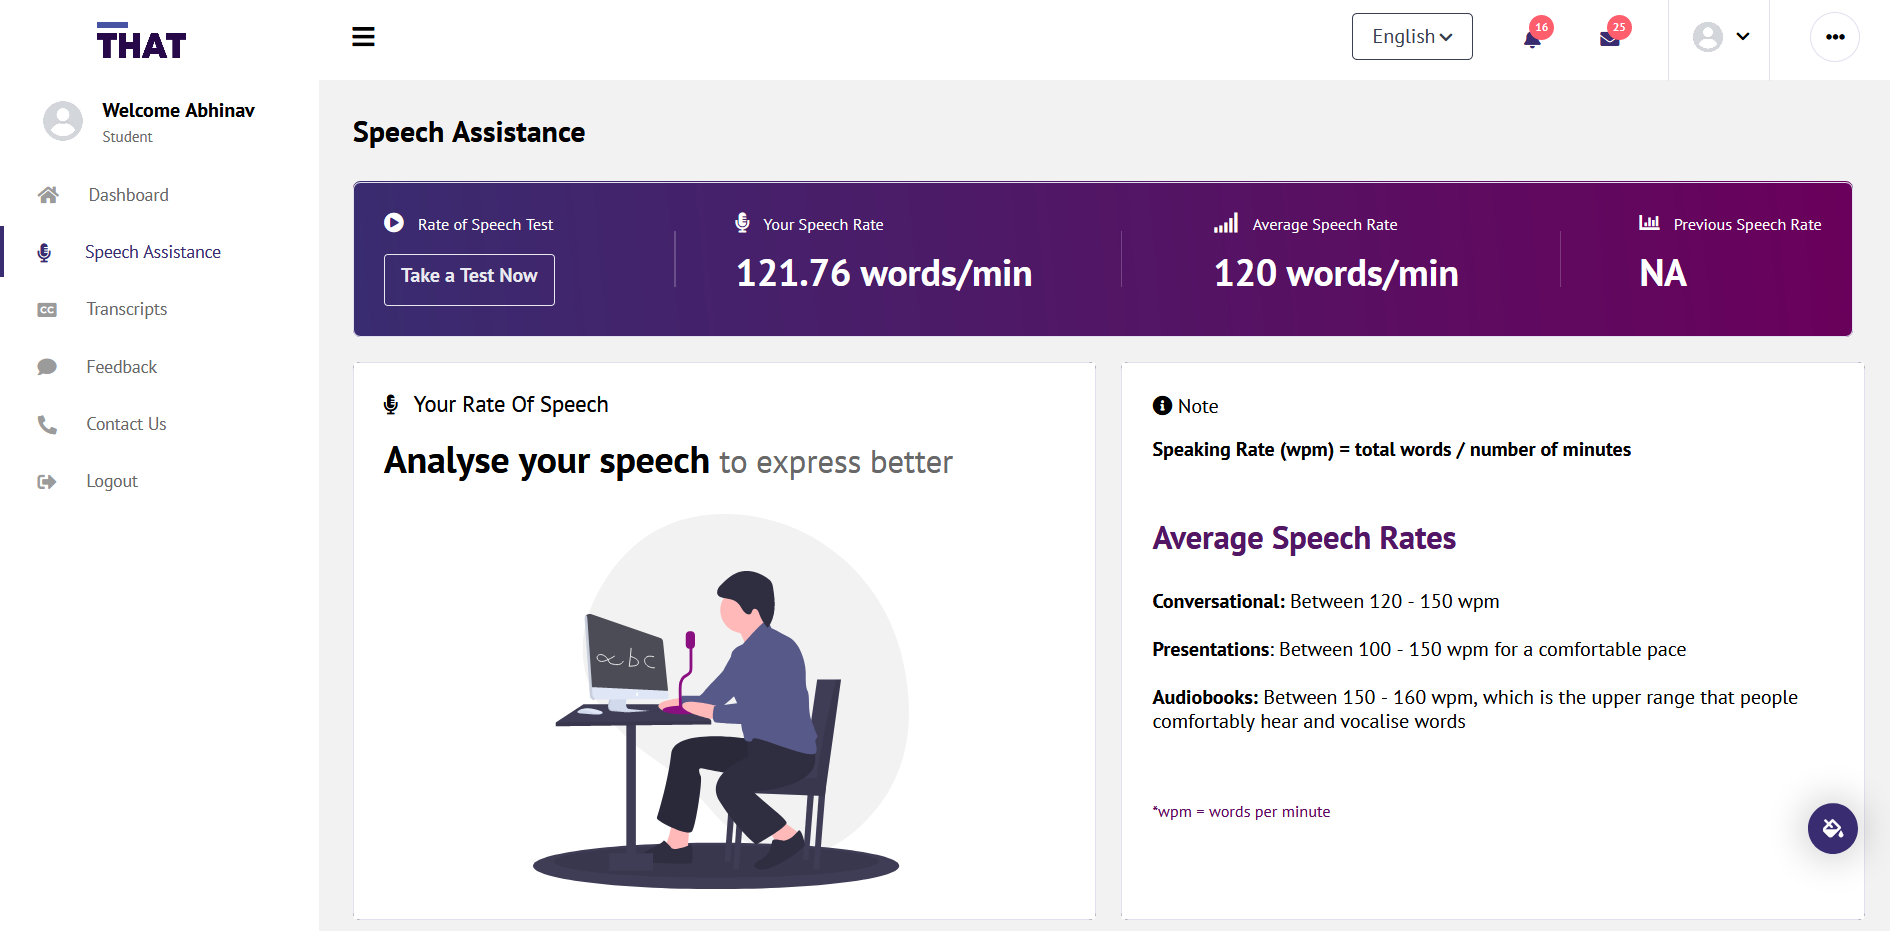 THAT
English
16
25
Welcome Abhinav
Student
Dashboard
Speech Assistance
Transcripts
Feedback
Contact Us
Logout
Speech Assistance
Rate of Speech Test
Take a Test Now
Your Speech Rate
121.76 words/min
Average Speech Rate
120 words/min
Previous Speech Rate
NA
Your Rate Of Speech
Analyse your speech to express better
abc
Note
Speaking Rate (wpm) = total words / number of minutes
Average Speech Rates
Conversational: Between 120 - 150 wpm
Presentations: Between 100 - 150 wpm for a comfortable pace
Audiobooks: Between 150 - 160 wpm, which is the upper range that people
comfortably hear and vocalise words
*wpm = words per minute